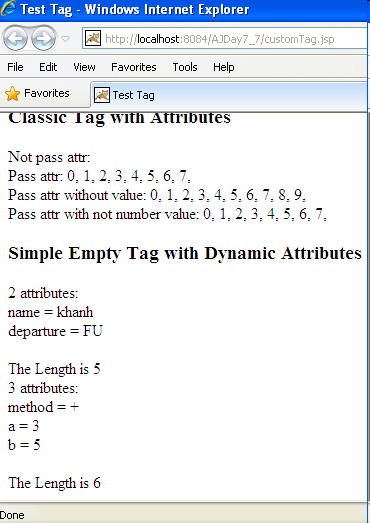 Test Tag - Windows Internet Explorer
http://localhost:8084/AJDay7_7/customTag.jsp
File Edit View Favorites Tools Help
Favorites Test Tag
Classic Tag with Attributes
Not pass attr:
Pass attr: 0, 1, 2, 3, 4, 5, 6, 7,
Pass attr without value: 0, 1, 2, 3, 4, 5, 6, 7, 8, 9,
Pass attr with not number value: 0, 1, 2, 3, 4, 5, 6, 7,
Simple Empty Tag with Dynamic Attributes
2 attributes:
name = khanh
departure = FU
The Length is 5
3 attributes:
method = +
a = 3
b = 5
The Length is 6
Done